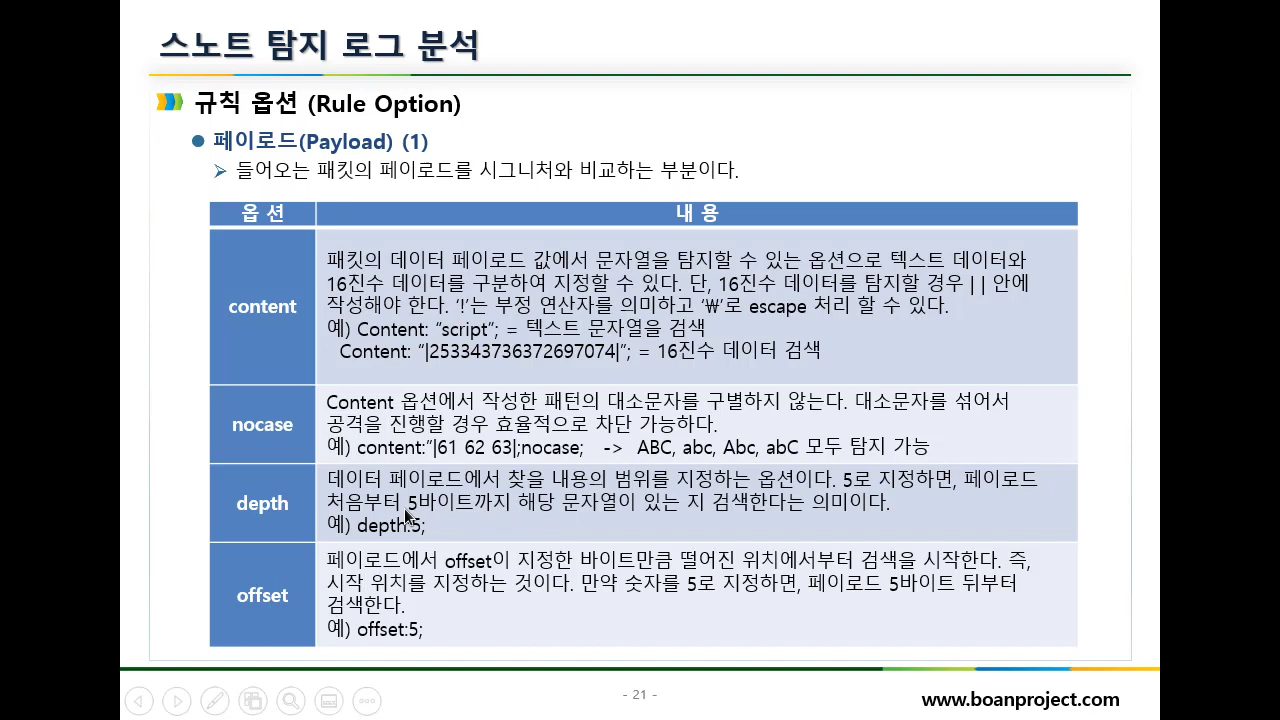 스노트 탐지 로그 분석
규칙 옵션 (Rule Option)
페이로드(Payload) (1)
들어오는 패킷의 페이로드를 시그니처와 비교하는 부분이다.
옵 션
내 용
content
패킷의 데이터 페이로드 값에서 문자열을 탐지할 수 있는 옵션으로 텍스트 데이터와
16진수 데이터를 구분하여 지정할 수 있다. 단, 16진수 데이터를 탐지할 경우 | | 안에
작성해야 한다. ‘!’는 부정 연산자를 의미하고 ‘₩’로 escape 처리 할 수 있다.
예) Content: “script”; = 텍스트 문자열을 검색
Content: “|253343736372697074|”; = 16진수 데이터 검색
nocase
Content 옵션에서 작성한 패턴의 대소문자를 구별하지 않는다. 대소문자를 섞어서
공격을 진행할 경우 효율적으로 차단 가능하다.
예) content:”|61 62 63|;nocase; -> ABC, abc, Abc, abC 모두 탐지 가능
depth
데이터 페이로드에서 찾을 내용의 범위를 지정하는 옵션이다. 5로 지정하면, 페이로드
처음부터 5바이트까지 해당 문자열이 있는 지 검색한다는 의미이다.
예) depth:5;
offset
페이로드에서 offset이 지정한 바이트만큼 떨어진 위치에서부터 검색을 시작한다. 즉,
시작 위치를 지정하는 것이다. 만약 숫자를 5로 지정하면, 페이로드 5바이트 뒤부터
검색한다.
예) offset:5;
- 21 -
www.boanproject.com